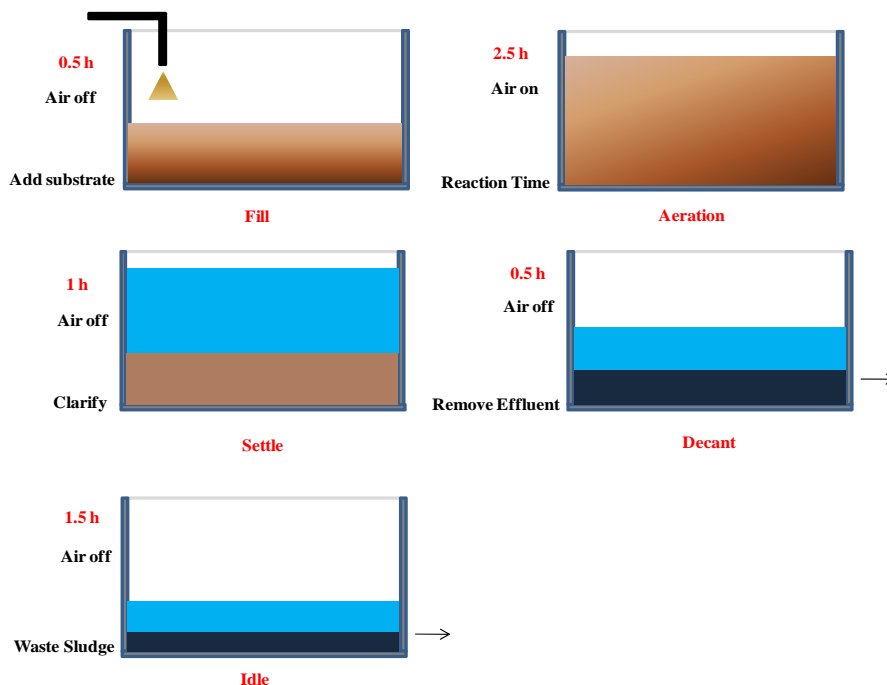 0.5 h
Air off
Add substrate
Fill
2.5 h
Air on
Reaction Time
Aeration
1 h
Air off
Clarify
Settle
0.5 h
Air off
Remove Effluent
Decant
1.5 h
Air off
Waste Sludge
Idle